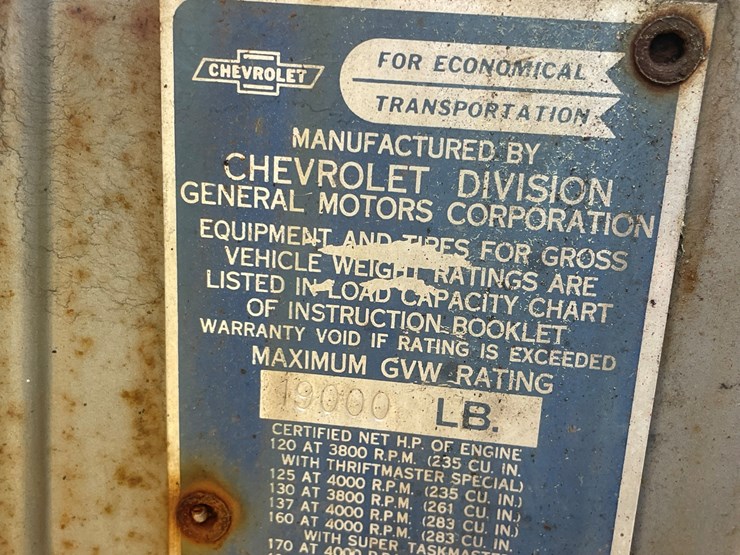 CHEVROLET
FOR ECONOMICAL
TRANSPORTATION
MANUFACTURED BY
CHEVROLET DIVISION
GENERAL MOTORS CORPORATION
EQUIPMENT AND TIRES FOR GROSS
VEHICLE WEIGHT RATINGS ARE
LISTED IN LOAD CAPACITY CHART
OF INSTRUCTION BOOKLET
WARRANTY VOID IF RATING IS EXCEEDED
MAXIMUM GVW RATING
19000 LB.
CERTIFIED NET H.P. OF ENGINE
120 AT 3800 R.P.M. (235 CU. IN.
WITH THRIFTMASTER SPECIAL)
125 AT 4000 R.P.M. (235 CU. IN.)
130 AT 3800 R.P.M. (261 CU. IN.)
137 AT 4000 R.P.M. (283 CU. IN.)
160 AT 4000 R.P.M. (283 CU. IN.
WITH SUPER
170 AT 4000